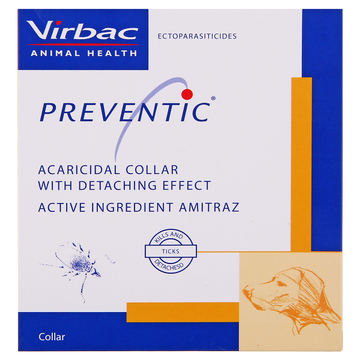 Virbac
ANIMAL HEALTH
ECTOPARASITICIDES
PREVENTIC®
ACARICIDAL COLLAR
WITH DETACHING EFFECT
ACTIVE INGREDIENT AMITRAZ
KILLS AND
TICKS
DETACHES
Collar